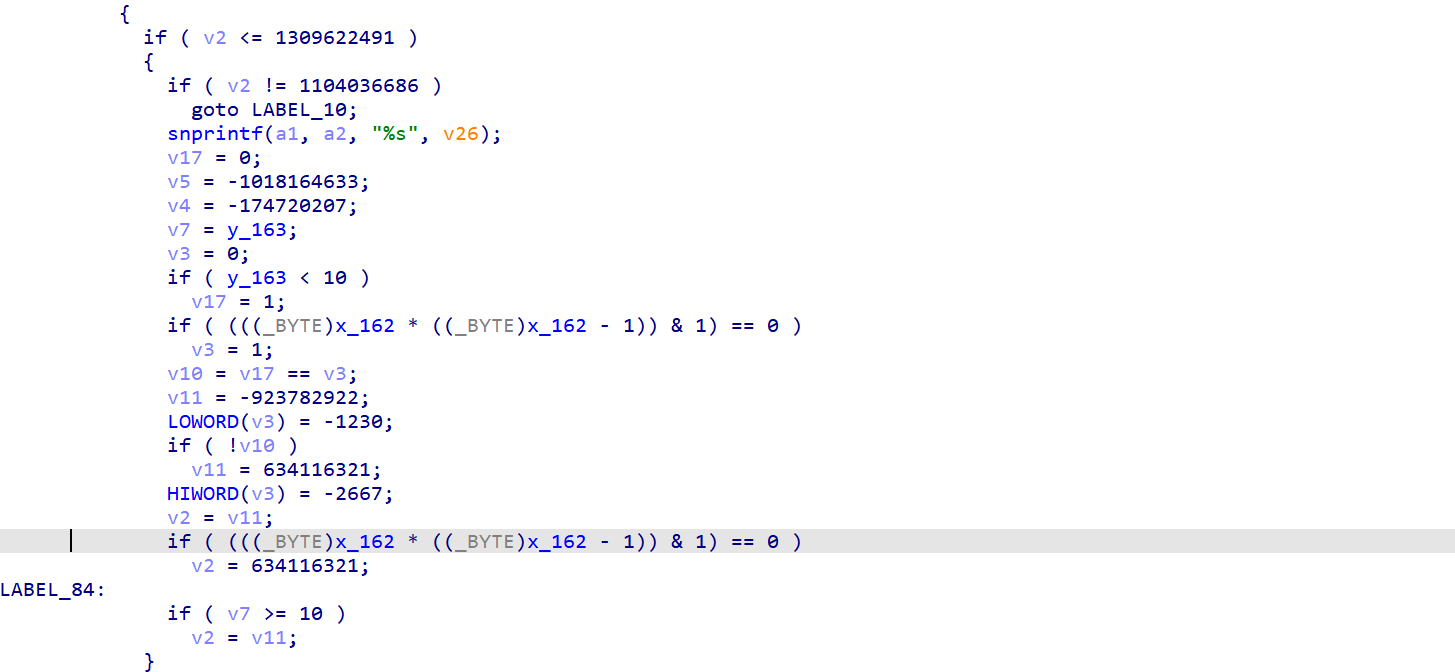 {
if ( v2 <= 1309622491 )
{
if ( v2 != 1104036686 )
goto LABEL_10;
snprintf(a1, a2, "%s", v26);
v17 = 0;
v5 = -1018164633;
v4 = -174720207;
v7 = y_163;
v3 = 0;
if ( y_163 < 10 )
v17 = 1;
if ( (((_BYTE)x_162 * ((_BYTE)x_162 - 1)) & 1) == 0 )
v3 = 1;
v10 = v17 == v3;
v11 = -923782922;
LOWORD(v3) = -1230;
if ( !v10 )
v11 = 634116321;
HIWORD(v3) = -2667;
v2 = v11;
if ( (((_BYTE)x_162 * ((_BYTE)x_162 - 1)) & 1) == 0 )
v2 = 634116321;
LABEL_84:
if ( v7 >= 10 )
v2 = v11;
}